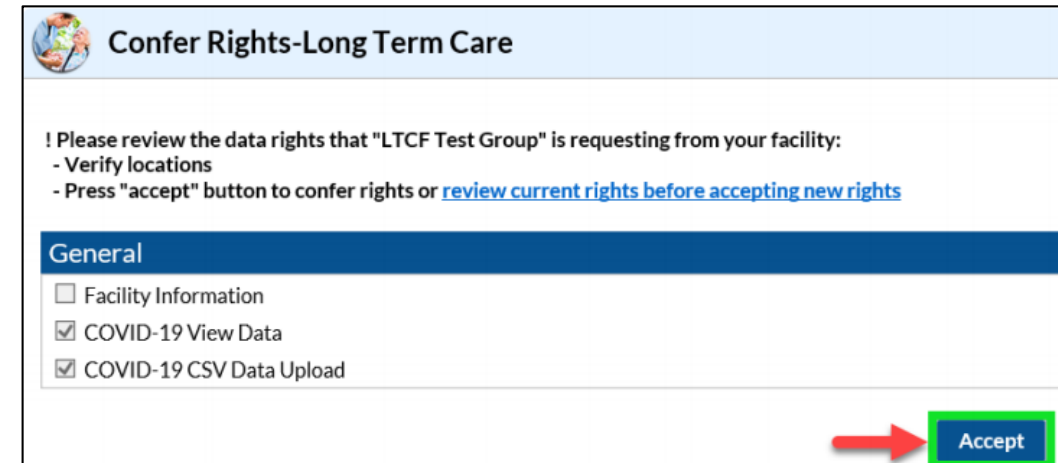 Confer Rights-Long Term Care
! Please review the data rights that "LTCF Test Group" is requesting from your facility:
- Verify locations
- Press "accept" button to confer rights or review current rights before accepting new rights
General
Facility Information
COVID-19 View Data
COVID-19 CSV Data Upload
Accept